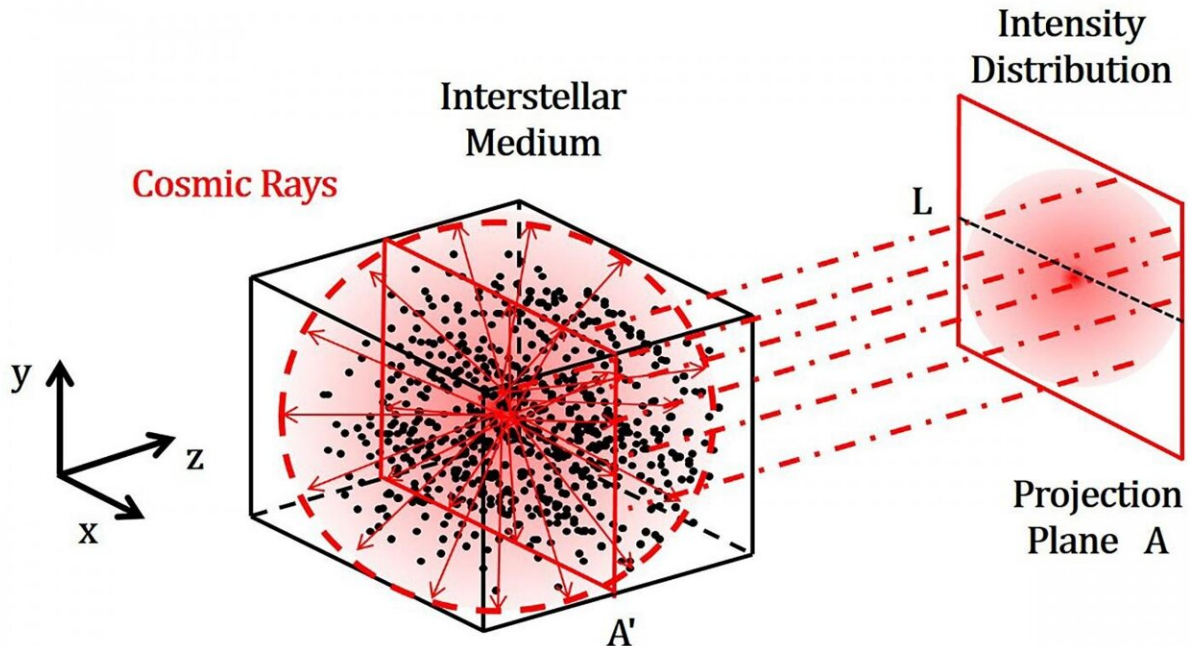 Intensity
Distribution
Interstellar
Medium
Cosmic Rays
L
y
z
x
Projection
Plane A
A'